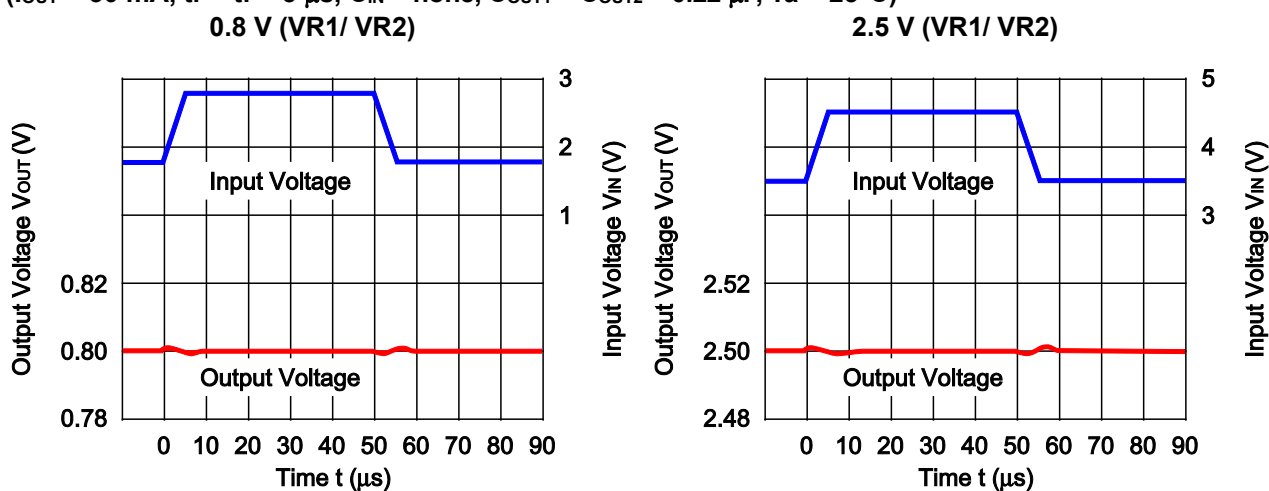 0.8 V (VR1/ VR2)
3
2
1
Input Voltage
0.82
0.80
0.78
Output Voltage
Output Voltage VOUT (V)
Input Voltage VIN (V)
0 10 20 30 40 50 60 70 80 90
Time t (μs)
2.5 V (VR1/ VR2)
5
4
3
Input Voltage
2.52
2.50
2.48
Output Voltage
Output Voltage VOUT (V)
Input Voltage VIN (V)
0 10 20 30 40 50 60 70 80 90
Time t (μs)